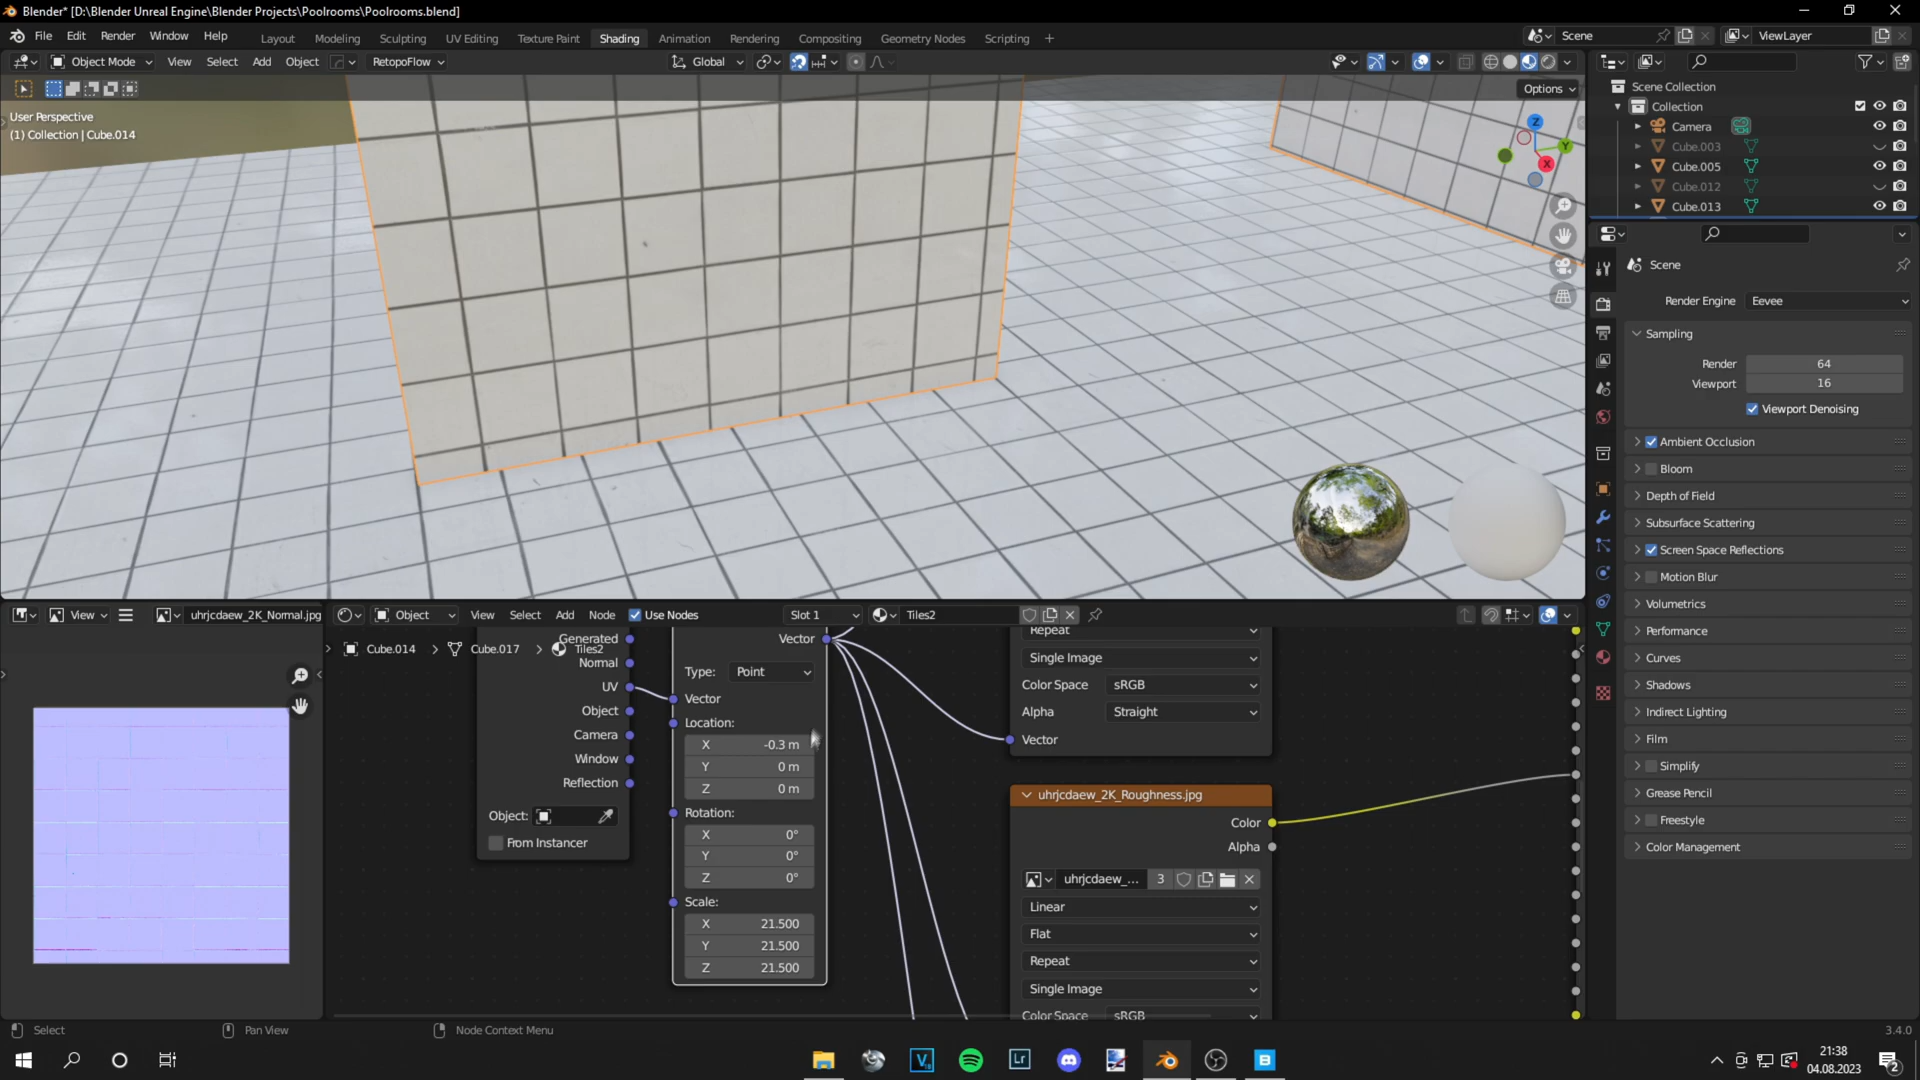 Blender* [D:\Blender Unreal Engine\Blender Projects\Poolrooms\Poolrooms.blend]
File Edit Render Window Help Layout Modeling Sculpting UV Editing Texture Paint Shading Animation Rendering Compositing Geometry Nodes Scripting + Scene ViewLayer
Object Mode View Select Add Object RetopoFlow Global
Options
User Perspective
(1) Collection | Cube.014
Z
Y
X
Scene Collection
Collection
Camera
Cube.003
Cube.005
Cube.012
Cube.013
Scene
Render Engine Eevee
Sampling
Render 64
Viewport 16
Viewport Denoising
Ambient Occlusion
Bloom
Depth of Field
Subsurface Scattering
Screen Space Reflections
Motion Blur
Volumetrics
Performance
Curves
Shadows
Indirect Lighting
Film
Simplify
Grease Pencil
Freestyle
Color Management
View uhrjcdaew_2K_Normal.jpg Object View Select Add Node Use Nodes Slot 1 Tiles2
Cube.014 > Cube.017 > Tiles2
Generated
Normal
UV
Object
Camera
Window
Reflection
Object:
From Instancer
Vector
Type: Point
Vector
Location:
X -0.3 m
Y 0 m
Z 0 m
Rotation:
X 0°
Y 0°
Z 0°
Scale:
X 21.500
Y 21.500
Z 21.500
Repeat
Single Image
Color Space sRGB
Alpha Straight
Vector
uhrjcdaew_2K_Roughness.jpg
Color
Alpha
uhrjcdaew_... 3
Linear
Flat
Repeat
Single Image
Color Space sRGB
Select Pan View Node Context Menu 3.4.0
Lr
21:38
04.08.2023
2